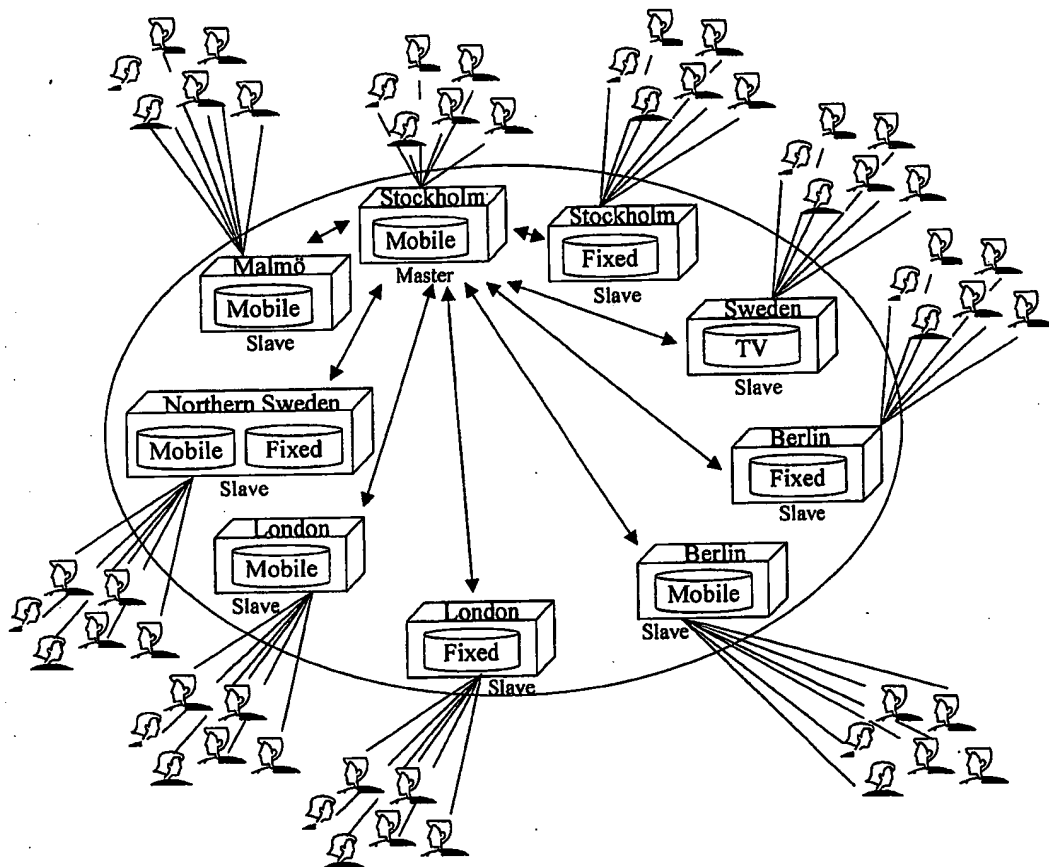 Stockholm
Mobile
Master
Stockholm
Fixed
Slave
Malmö
Mobile
Slave
Sweden
TV
Slave
Northern Sweden
Mobile Fixed
Slave
Berlin
Fixed
Slave
London
Mobile
Slave
Berlin
Mobile
Slave
London
Fixed
Slave